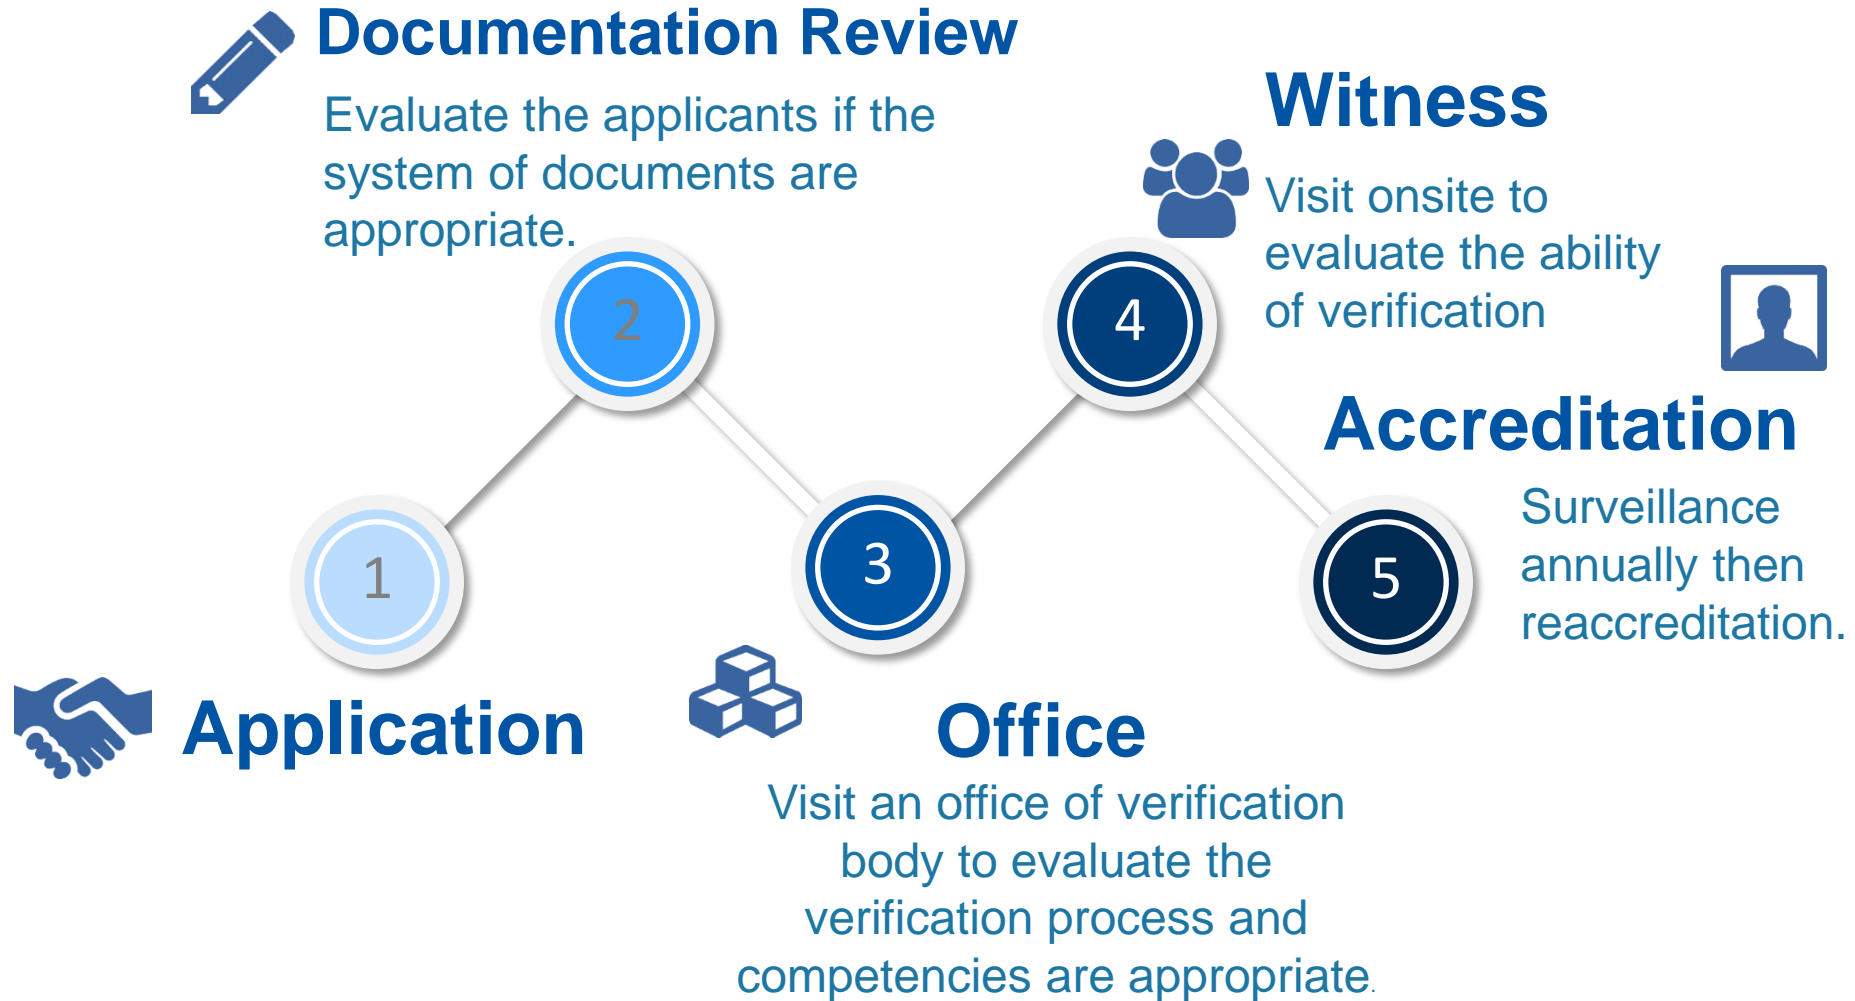 Documentation Review
Evaluate the applicants if the
system of documents are
appropriate.
Witness
Visit onsite to
evaluate the ability
of verification
2
4
Accreditation
Surveillance
annually then
reaccreditation.
1
3
5
Application
Office
Visit an office of verification
body to evaluate the
verification process and
competencies are appropriate.